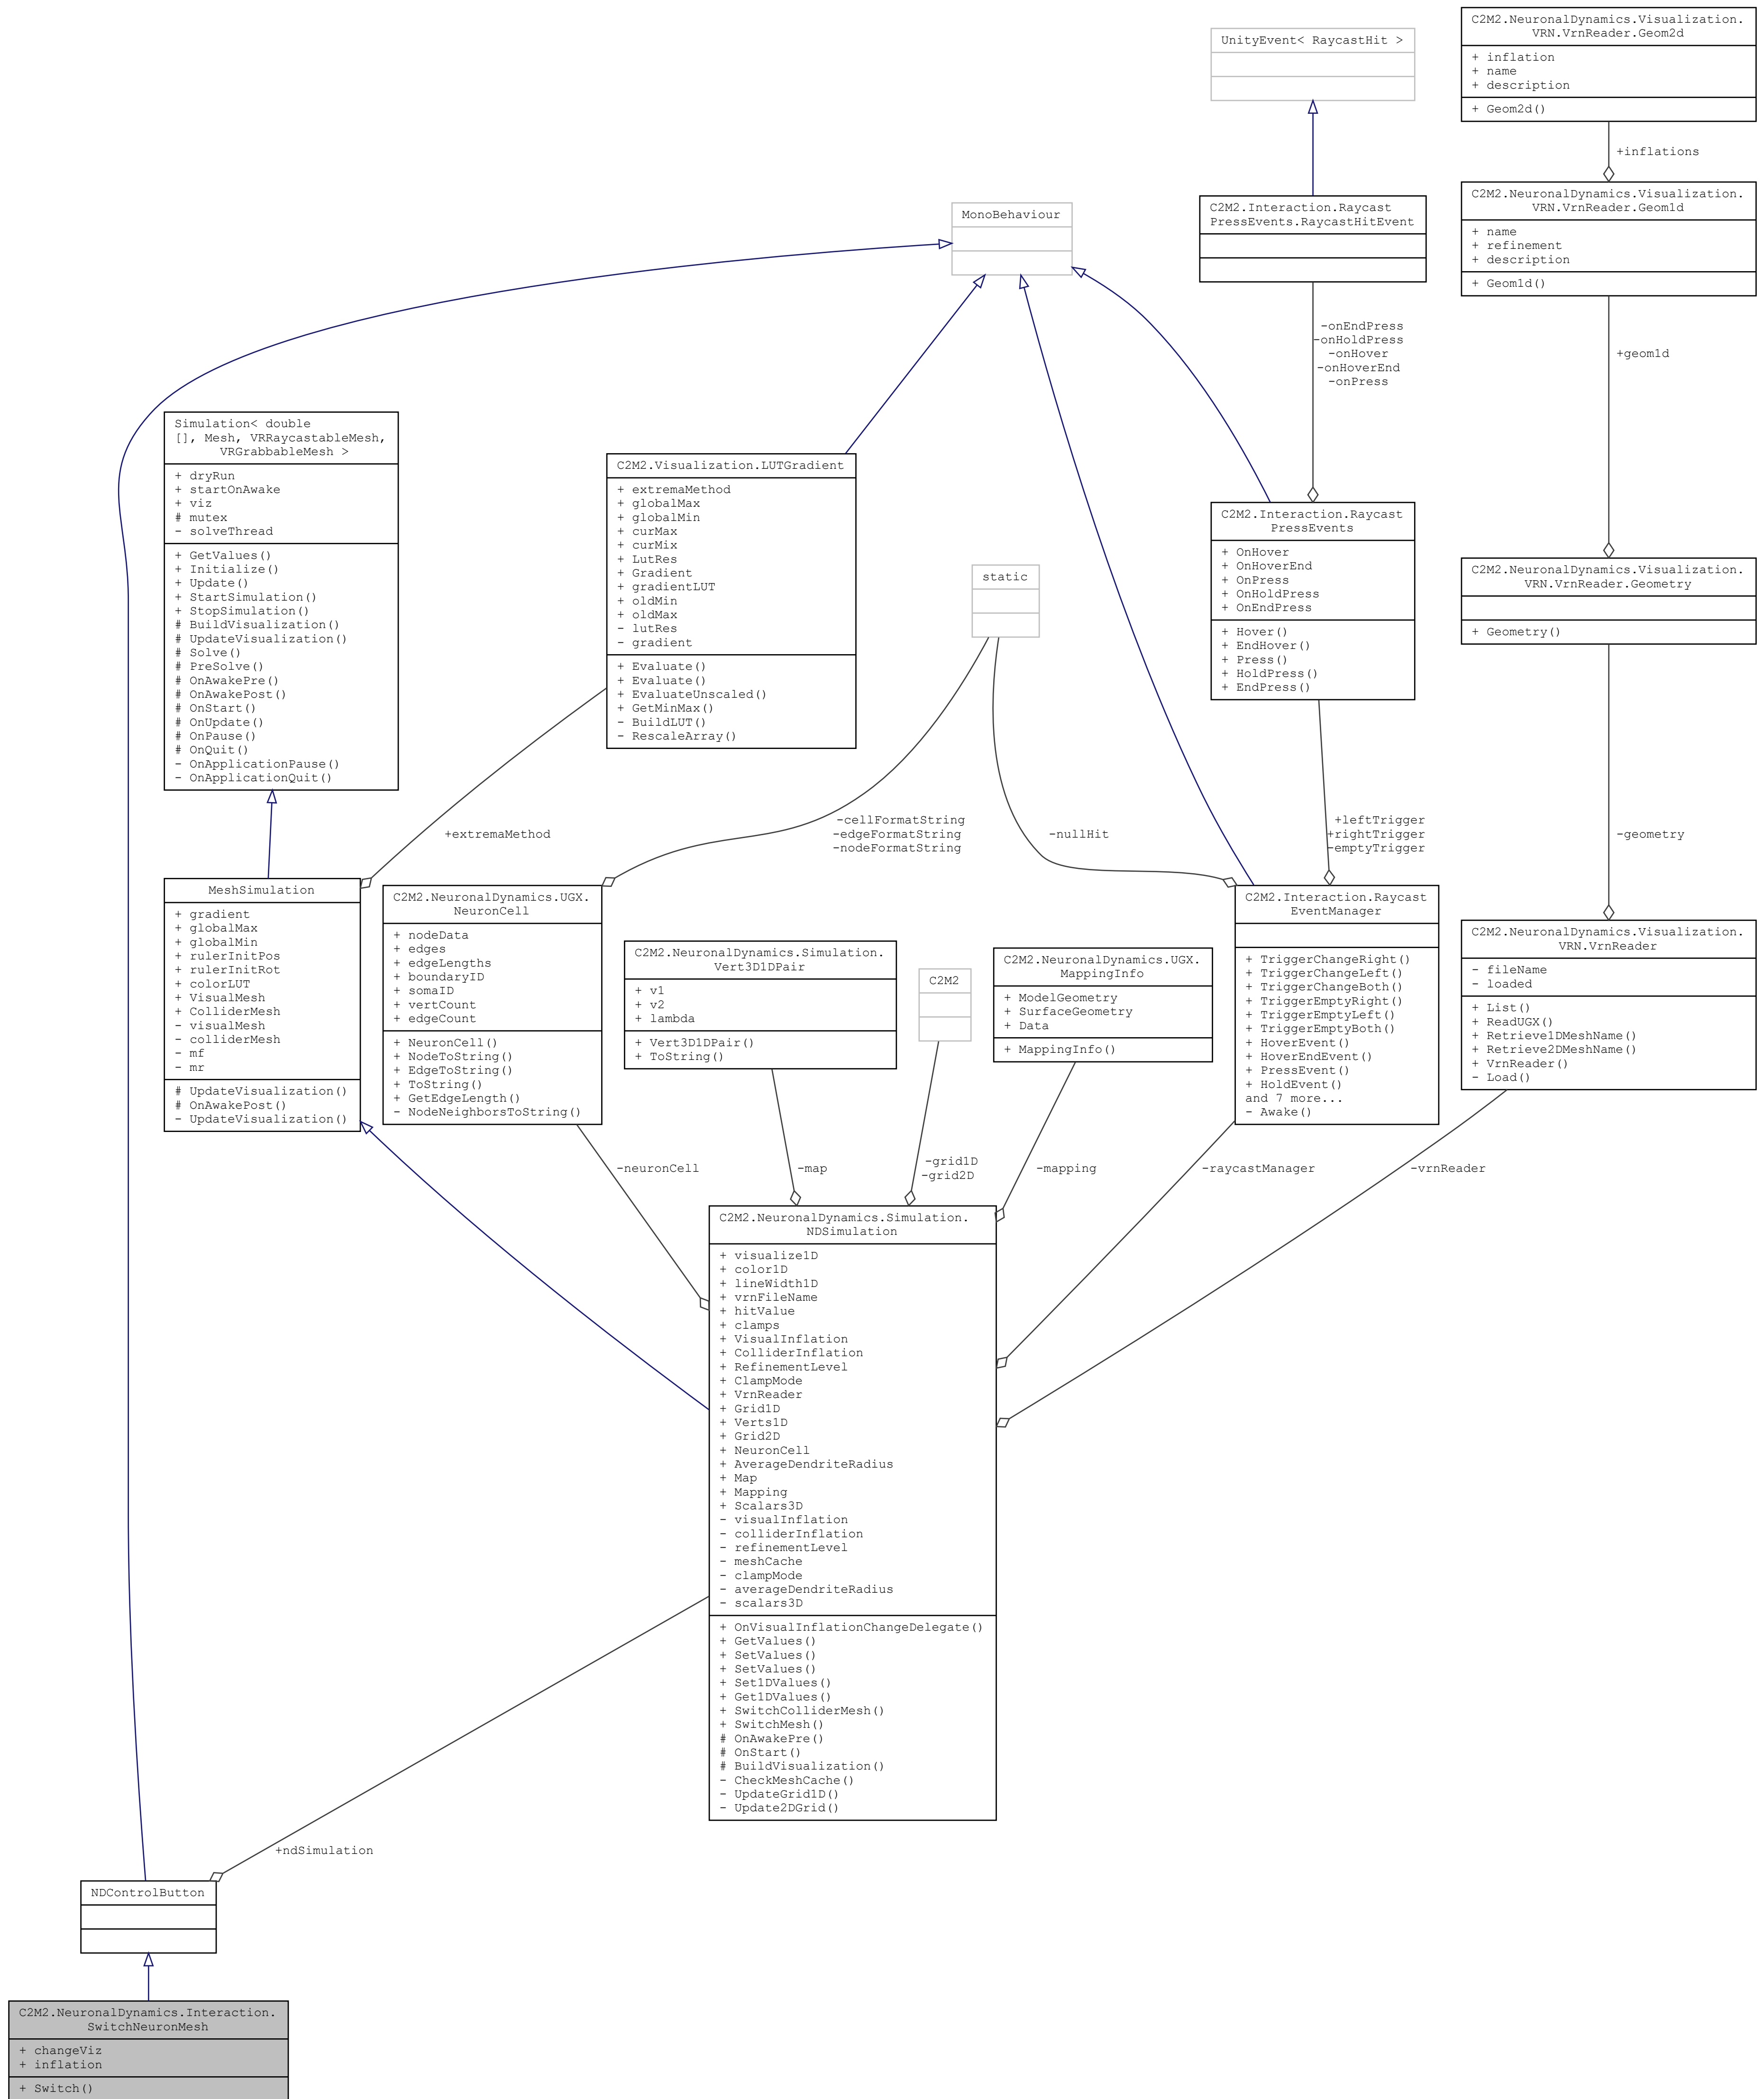 UnityEvent< RaycastHit >
C2M2.NeuronalDynamics.Visualization.
VRN.VrnReader.Geom2d
+ inflation
+ name
+ description
+ Geom2d()
+inflations
C2M2.NeuronalDynamics.Visualization.
VRN.VrnReader.Geom1d
+ name
+ refinement
+ description
+ Geom1d()
MonoBehaviour
C2M2.Interaction.Raycast
PressEvents.RaycastHitEvent
-onEndPress
-onHoldPress
-onHover
-onHoverEnd
-onPress
+geom1d
Simulation< double
[], Mesh, VRRaycastableMesh,
VRGrabbableMesh >
+ dryRun
+ startOnAwake
+ viz
# mutex
- solveThread
+ GetValues()
+ Initialize()
+ Update()
+ StartSimulation()
+ StopSimulation()
# BuildVisualization()
# UpdateVisualization()
# Solve()
# PreSolve()
# OnAwakePre()
# OnAwakePost()
# OnStart()
# OnUpdate()
# OnPause()
# OnQuit()
- OnApplicationPause()
- OnApplicationQuit()
C2M2.Visualization.LUTGradient
+ extremaMethod
+ globalMax
+ globalMin
+ curMax
+ curMix
+ LutRes
+ Gradient
+ gradientLUT
+ oldMin
+ oldMax
- lutRes
- gradient
+ Evaluate()
+ Evaluate()
+ EvaluateUnscaled()
+ GetMinMax()
- BuildLUT()
- RescaleArray()
static
C2M2.Interaction.Raycast
PressEvents
+ OnHover
+ OnHoverEnd
+ OnPress
+ OnHoldPress
+ OnEndPress
+ Hover()
+ EndHover()
+ Press()
+ HoldPress()
+ EndPress()
C2M2.NeuronalDynamics.Visualization.
VRN.VrnReader.Geometry
+ Geometry()
+extremaMethod
-cellFormatString
-edgeFormatString
-nodeFormatString
-nullHit
+leftTrigger
+rightTrigger
-emptyTrigger
-geometry
MeshSimulation
+ gradient
+ globalMax
+ globalMin
+ rulerInitPos
+ rulerInitRot
+ colorLUT
+ VisualMesh
+ ColliderMesh
- visualMesh
- colliderMesh
- mf
- mr
# UpdateVisualization()
# OnAwakePost()
- UpdateVisualization()
C2M2.NeuronalDynamics.UGX.
NeuronCell
+ nodeData
+ edges
+ edgeLengths
+ boundaryID
+ somaID
+ vertCount
+ edgeCount
+ NeuronCell()
+ NodeToString()
+ EdgeToString()
+ ToString()
+ GetEdgeLength()
- NodeNeighborsToString()
C2M2.NeuronalDynamics.Simulation.
Vert3D1DPair
+ v1
+ v2
+ lambda
+ Vert3D1DPair()
+ ToString()
C2M2
C2M2.NeuronalDynamics.UGX.
MappingInfo
+ ModelGeometry
+ SurfaceGeometry
+ Data
+ MappingInfo()
C2M2.Interaction.Raycast
EventManager
+ TriggerChangeRight()
+ TriggerChangeLeft()
+ TriggerChangeBoth()
+ TriggerEmptyRight()
+ TriggerEmptyLeft()
+ TriggerEmptyBoth()
+ HoverEvent()
+ HoverEndEvent()
+ PressEvent()
+ HoldEvent()
and 7 more...
- Awake()
C2M2.NeuronalDynamics.Visualization.
VRN.VrnReader
- fileName
- loaded
+ List()
+ ReadUGX()
+ Retrieve1DMeshName()
+ Retrieve2DMeshName()
+ VrnReader()
- Load()
-neuronCell
-map
-grid1D
-grid2D
-mapping
-raycastManager
-vrnReader
C2M2.NeuronalDynamics.Simulation.
NDSimulation
+ visualize1D
+ color1D
+ lineWidth1D
+ vrnFileName
+ hitValue
+ clamps
+ VisualInflation
+ ColliderInflation
+ RefinementLevel
+ ClampMode
+ VrnReader
+ Grid1D
+ Verts1D
+ Grid2D
+ NeuronCell
+ AverageDendriteRadius
+ Map
+ Mapping
+ Scalars3D
- visualInflation
- colliderInflation
- refinementLevel
- meshCache
- clampMode
- averageDendriteRadius
- scalars3D
+ OnVisualInflationChangeDelegate()
+ GetValues()
+ SetValues()
+ SetValues()
+ Set1DValues()
+ Get1DValues()
+ SwitchColliderMesh()
+ SwitchMesh()
# OnAwakePre()
# OnStart()
# BuildVisualization()
- CheckMeshCache()
- UpdateGrid1D()
- Update2DGrid()
+ndSimulation
NDControlButton
C2M2.NeuronalDynamics.Interaction.
SwitchNeuronMesh
+ changeViz
+ inflation
+ Switch()